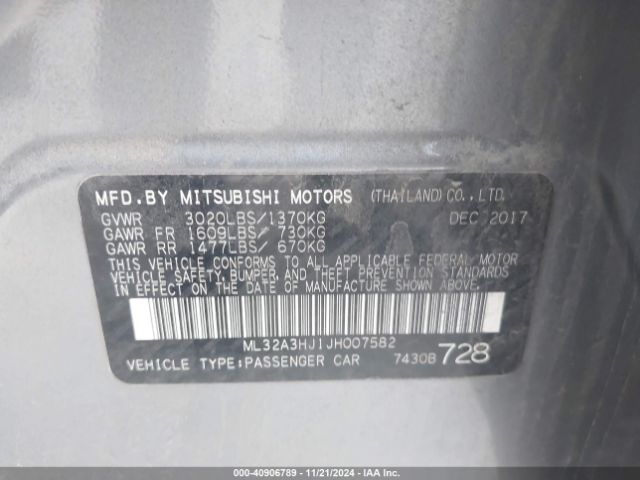 MFD.BY MITSUBISHI MOTORS (THAILAND)CO.,LTD.
GVWR 3020LBS/1370KG DEC 2017
GAWR FR 1609LBS/ 730KG
GAWR RR 1477LBS/ 670KG
THIS VEHICLE CONFORMS TO ALL APPLICABLE FEDERAL MOTOR
VEHICLE SAFETY, BUMPER, AND THEFT PREVENTION STANDARDS
IN EFFECT ON THE DATE OF MANUFACTURE SHOWN ABOVE.
ML32A3HJ1JH007582
VEHICLE TYPE:PASSENGER CAR 7430B 728
000-40906789 - 11/21/2024 - IAA Inc.